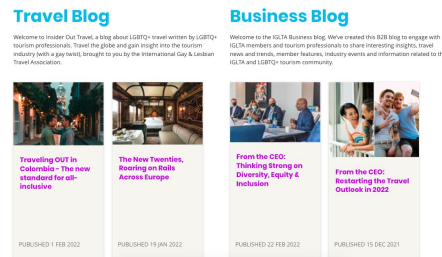 Travel Blog
Welcome to Insider Out Travel, a blog about LGBTQ+ travel written by LGBTQ+
tourism professionals. Travel the globe and gain insight into the tourism
industry (with a gay twist), brought to you by the International Gay & Lesbian
Travel Association.
Traveling OUT in
Colombia - The new
standard for all-
inclusive
PUBLISHED 1 FEB 2022
The New Twenties,
Roaring on Rails
Across Europe
PUBLISHED 19 JAN 2022
Business Blog
Welcome to the IGLTA Business blog. We've created this B2B blog to engage with
IGLTA members and tourism professionals to share interesting insights, travel
news and trends, member features, industry events and information related to th
IGLTA and LGBTQ+ tourism community.
From the CEO:
Thinking Strong on
Diversity, Equity &
Inclusion
PUBLISHED 22 FEB 2022
From the CEO:
Restarting the Travel
Outlook in 2022
PUBLISHED 15 DEC 2021